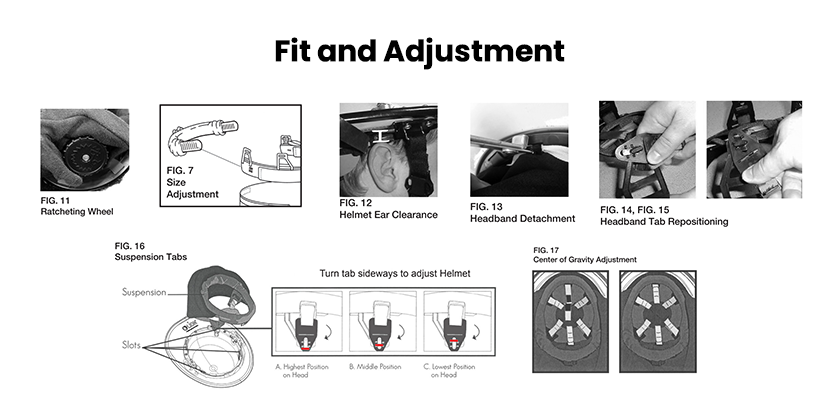 Fit and Adjustment
FIG. 11
Ratcheting Wheel
FIG. 7
Size
Adjustment
FIG. 12
Helmet Ear Clearance
FIG. 13
Headband Detachment
FIG. 14, FIG. 15
Headband Tab Repositioning
FIG. 16
Suspension Tabs
Suspension
Slots
Turn tab sideways to adjust Helmet
A. Highest Position
on Head
B. Middle Position
C. Lowest Position
on Head
FIG. 17
Center of Gravity Adjustment